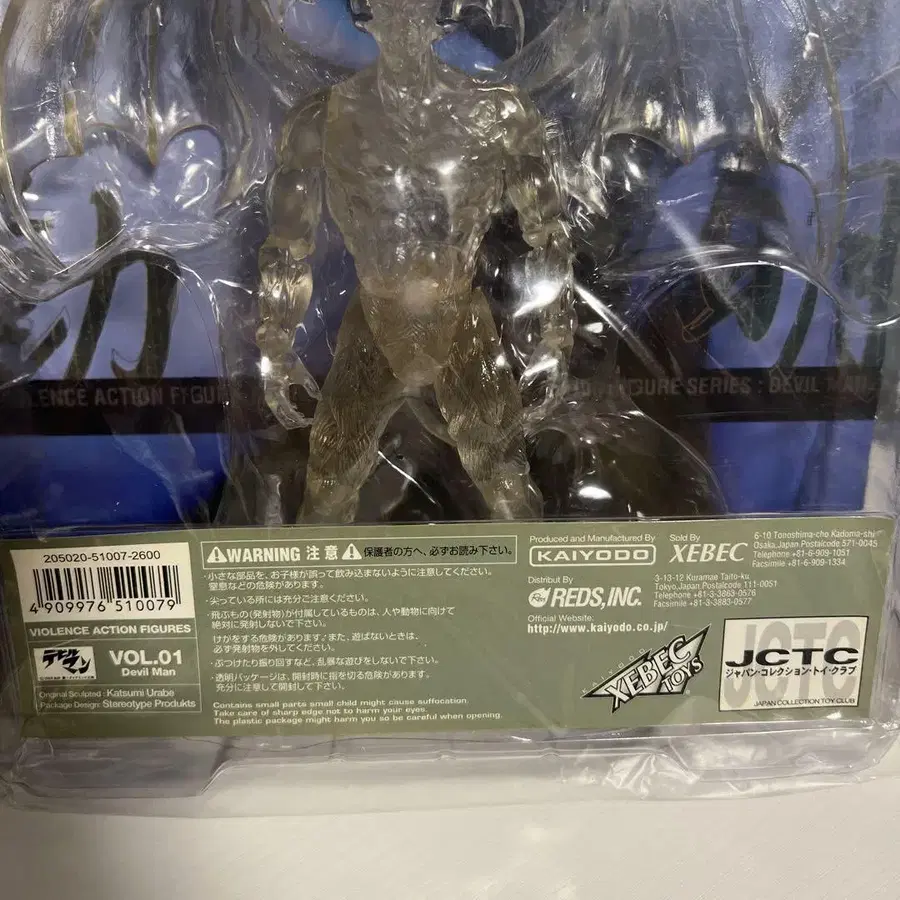 VIOLENCE ACTION FIGU
URE SERIES : DEVIL MAN
205020-51007-2600
4 909976 510079
VIOLENCE ACTION FIGURES
デビルマン
VOL.01
Devil Man
Original Sculpted : Katsumi Urabe
Package Design: Stereotype Produkts
WARNING 注意 保護者の方へ、必ずお読み下さい。
・小さな部品を、お子様が誤って飲み込まないように注意してください。
窒息などの危険があります。
・尖っている所には充分ご注意ください。
・飛ぶもの(発射物)が付属しているものは、人や動物に向けて
絶対に発射しないで下さい。
けがをする危険があります;また、遊ばないときは、
必ず発射物を外してください。
・ぶつけたり振り回すなど、乱暴な遊びをしないで下さい。
・透明パッケージは、開封時に指を切る危険があります。
充分に注意して開封して下さい。
Contains small parts small child might cause suffocation.
Take care of sharp edge not to harm your eyes.
The plastic package might harm you so be careful when opening.
Produced and Manufactured By
KAIYODO
Distribut By
REDS, INC.
Official Website:
http://www.kaiyodo.co.jp/
Sold By
XEBEC
6-10 Tonoshima-cho Kadoma-shi
Osaka,Japan Postalcode 571-0045
Telephone +81-6-909-1051
Facsimile +81-6-909-1334
3-13-12 Kuramae Taito-ku
Tokyo,Japan Postalcode 111-0051
Telephone +81-3-3863-0576
Facsmile +81-3-3883-0577
KAIYODO
XEBEC
TOYS
JCTC
ジャパン・コレクション・トイ・クラブ
JAPAN COLLECTION TOY CLUB